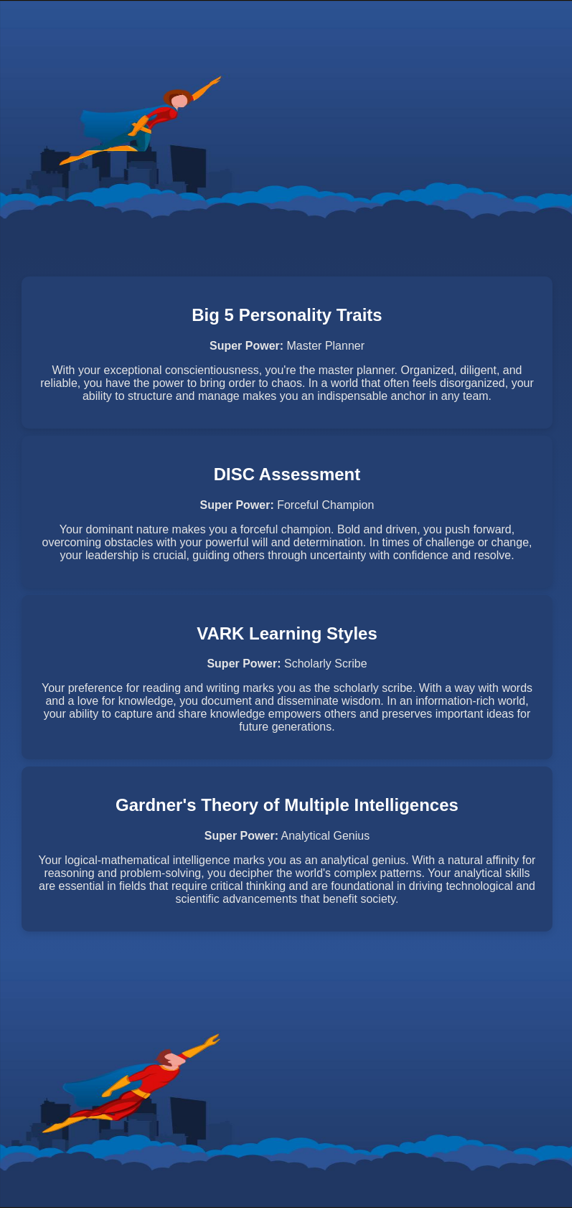 Big 5 Personality Traits
Super Power: Master Planner
With your exceptional conscientiousness, you're the master planner. Organized, diligent, and
reliable, you have the power to bring order to chaos. In a world that often feels disorganized, your
ability to structure and manage makes you an indispensable anchor in any team.
DISC Assessment
Super Power: Forceful Champion
Your dominant nature makes you a forceful champion. Bold and driven, you push forward,
overcoming obstacles with your powerful will and determination. In times of challenge or change,
your leadership is crucial, guiding others through uncertainty with confidence and resolve.
VARK Learning Styles
Super Power: Scholarly Scribe
Your preference for reading and writing marks you as the scholarly scribe. With a way with words
and a love for knowledge, you document and disseminate wisdom. In an information-rich world,
your ability to capture and share knowledge empowers others and preserves important ideas for
future generations.
Gardner's Theory of Multiple Intelligences
Super Power: Analytical Genius
Your logical-mathematical intelligence marks you as an analytical genius. With a natural affinity for
reasoning and problem-solving, you decipher the world's complex patterns. Your analytical skills
are essential in fields that require critical thinking and are foundational in driving technological and
scientific advancements that benefit society.